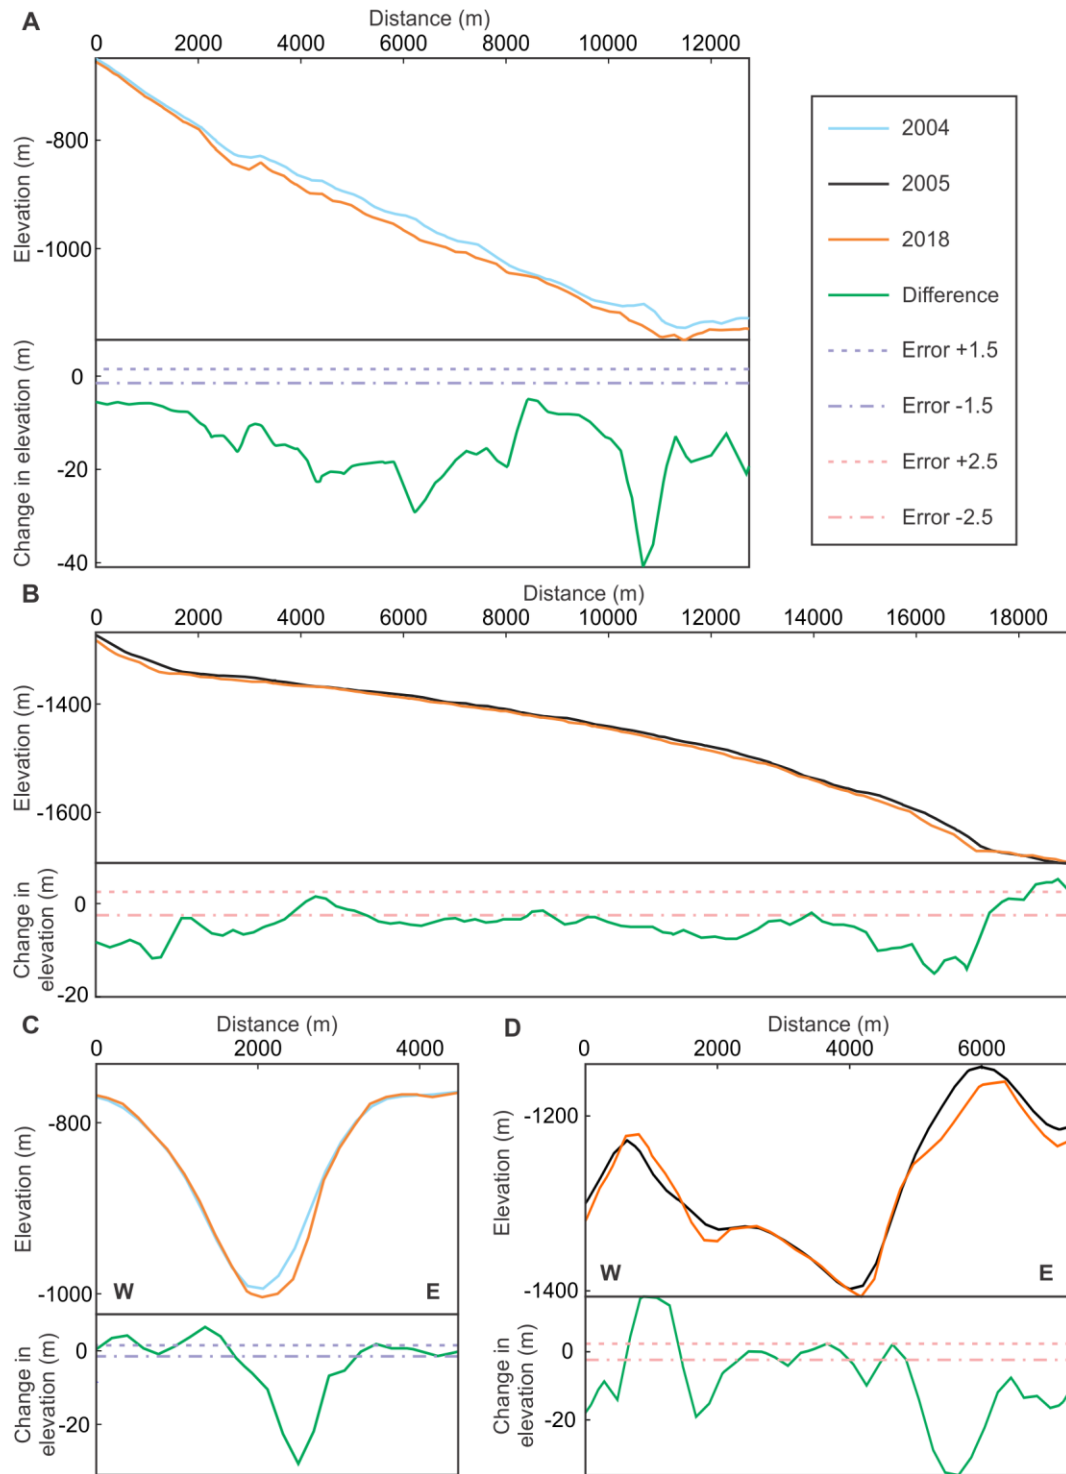 A
Distance (m)
0 2000 4000 6000 8000 10000 12000
Elevation (m)
-800
-1000
Change in elevation (m)
0
-20
-40
2004
2005
2018
Difference
Error +1.5
Error -1.5
Error +2.5
Error -2.5
B
Distance (m)
0 2000 4000 6000 8000 10000 12000 14000 16000 18000
Elevation (m)
-1400
-1600
Change in
elevation (m)
0
-20
C
Distance (m)
0 2000 4000
Elevation (m)
-800
-1000
W E
Change in
elevation (m)
0
-20
D
Distance (m)
0 2000 4000 6000
Elevation (m)
-1200
-1400
W E
Change in
elevation (m)
0
-20